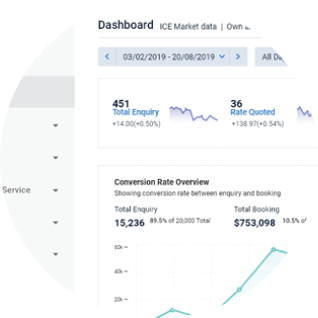 Dashboard ICE Market data | Own
03/02/2019 - 20/08/2019 All
451 36
Total Enquiry Rate Quoted
+14.00(+0.50%) +138.97(+0.54%)
Service
Conversion Rate Overview
Showing conversion rate between enquiry and booking
Total Enquiry Total Booking
15,236 89.5% of 20,000 Total $753,098 10.5% of
60k
40k
20k